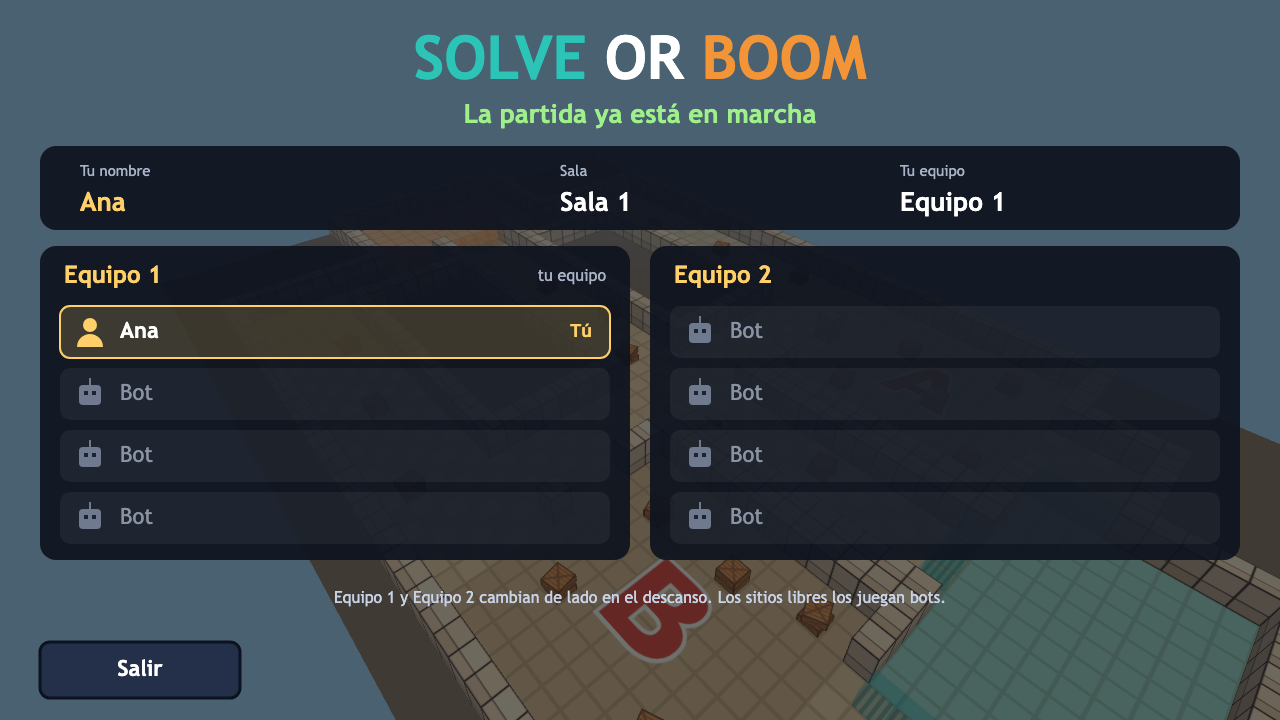 SOLVE OR BOOM
La partida ya está en marcha
Tu nombre
Ana
Sala
Sala 1
Tu equipo
Equipo 1
Equipo 1
tu equipo
Ana
Tú
Bot
Bot
Bot
Equipo 2
Bot
Bot
Bot
Bot
A
B
Equipo 1 y Equipo 2 cambian de lado en el descanso. Los sitios libres los juegan bots.
Salir